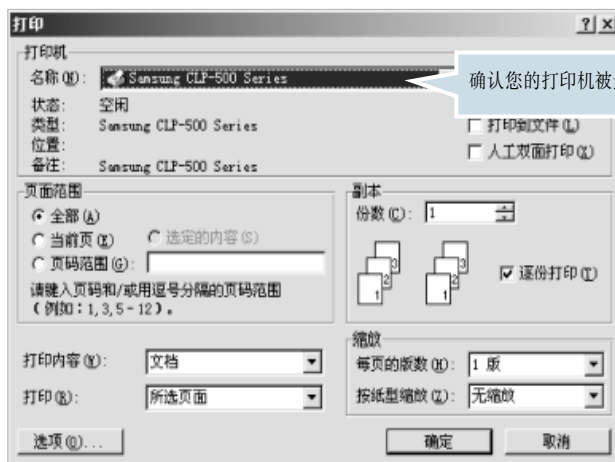 打印
打印机
名称(N): Samsung CLP-500 Series
确认您的打印机被
状态: 空闲
类型: Samsung CLP-500 Series
位置:
备注: Samsung CLP-500 Series
打印到文件(L)
人工双面打印(X)
页面范围
全部(A)
当前页(E) 选定的内容(S)
页码范围(G):
请键入页码和/或用逗号分隔的页码范围
(例如:1,3,5-12)。
副本
份数(C): 1
3 2 1 3 2 1
逐份打印(T)
打印内容(W): 文档
打印(R): 所选页面
缩放
每页的版数(H): 1 版
按纸型缩放(Z): 无缩放
选项(O)... 确定 取消